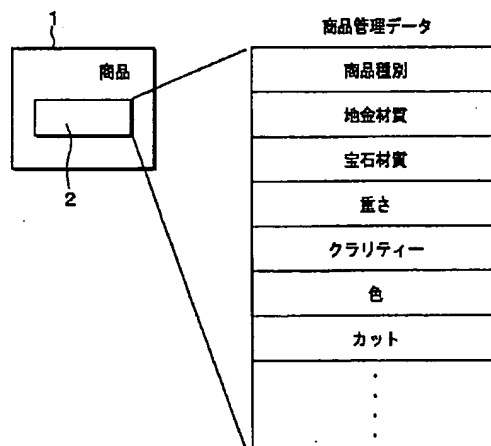 1
商品
2
商品管理データ
商品種別
地金材質
宝石材質
重さ
クラリティー
色
カット